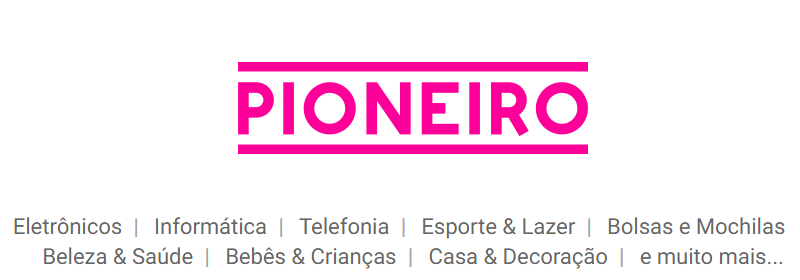 PIONEIRO
Eletrônicos | Informática | Telefonia | Esporte & Lazer | Bolsas e Mochilas
Beleza & Saúde | Bebês & Crianças | Casa & Decoração | e muito mais...